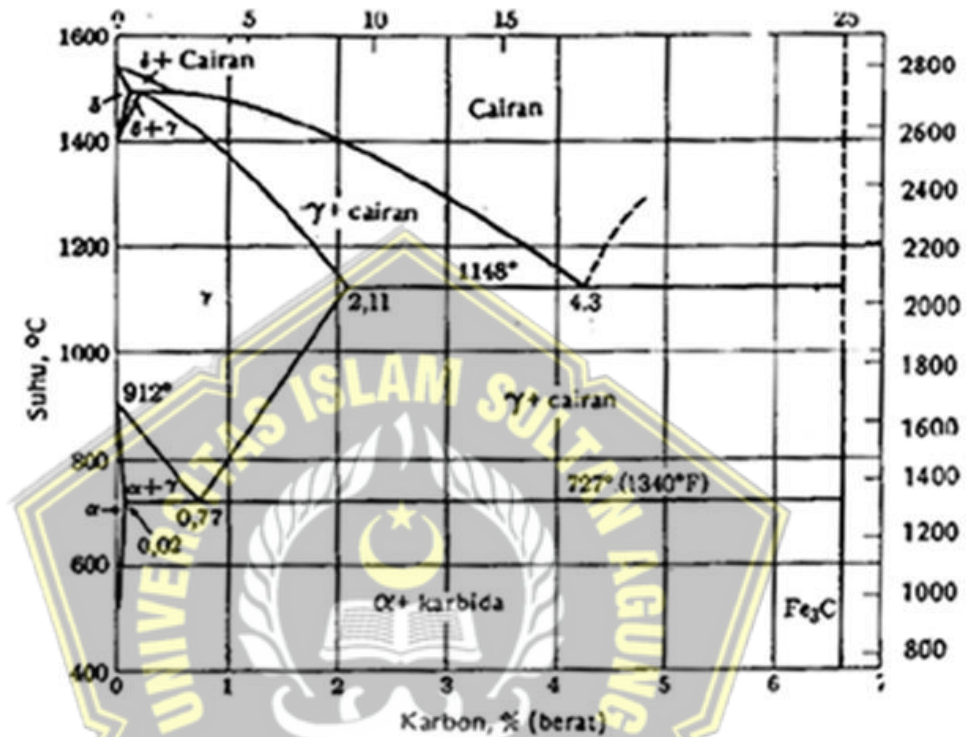 0 5 10 15 25
1600
δ + Cairan
2800
δ
Cairan
δ + γ
2600
1400
2400
γ + cairan
1200
2200
1148°
γ
2,11
4.3
2000
1000
1800
912°
γ + cairan
1600
800
α + γ
727° (1340°F)
1400
α
0,77
1200
0,02
600
1000
α + karbida
Fe₃C
800
400
0 1 2 3 4 5 6
Suhu, °C
Karbon, % (berat)
UNIVERSITAS ISLAM SULTAN AGUNG